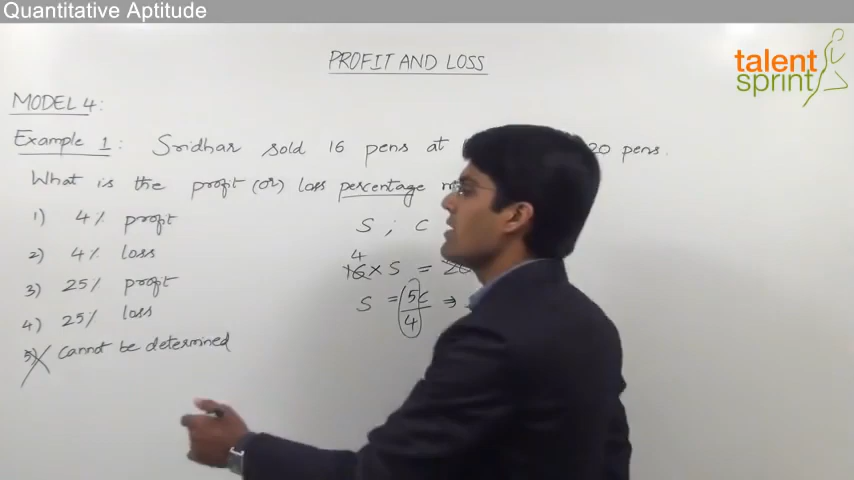 Quantitative Aptitude
PROFIT AND LOSS
talent
sprint
MODEL 4:
Example 1: Sridhar sold 16 pens at 20 pens.
What is the profit (or) loss percentage
1) 4% profit
2) 4% loss
3) 25% profit
4) 25% loss
5) Cannot be determined
S ; C
4
16 × S = 20
S = 5C ⇒
4